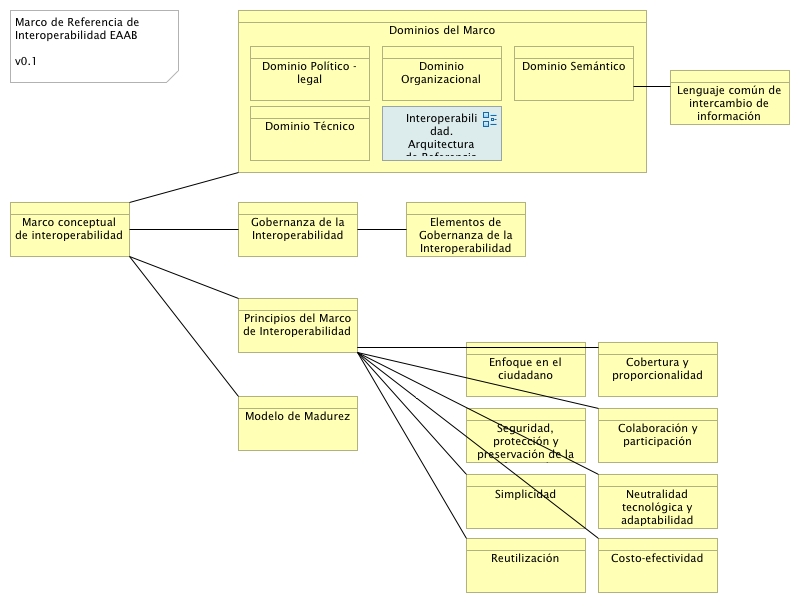 Marco de Referencia de
Interoperabilidad EAAB
v0.1
Dominios del Marco
Dominio Político -
legal
Dominio
Organizacional
Dominio Semántico
Lenguaje común de
intercambio de
información
Dominio Técnico
Interoperabili
dad.
Arquitectura
de Referencia
Marco conceptual
de interoperabilidad
Gobernanza de la
Interoperabilidad
Elementos de
Gobernanza de la
Interoperabilidad
Principios del Marco
de Interoperabilidad
Enfoque en el
ciudadano
Cobertura y
proporcionalidad
Modelo de Madurez
Seguridad,
protección y
preservación de la
Colaboración y
participación
Simplicidad
Neutralidad
tecnológica y
adaptabilidad
Reutilización
Costo-efectividad